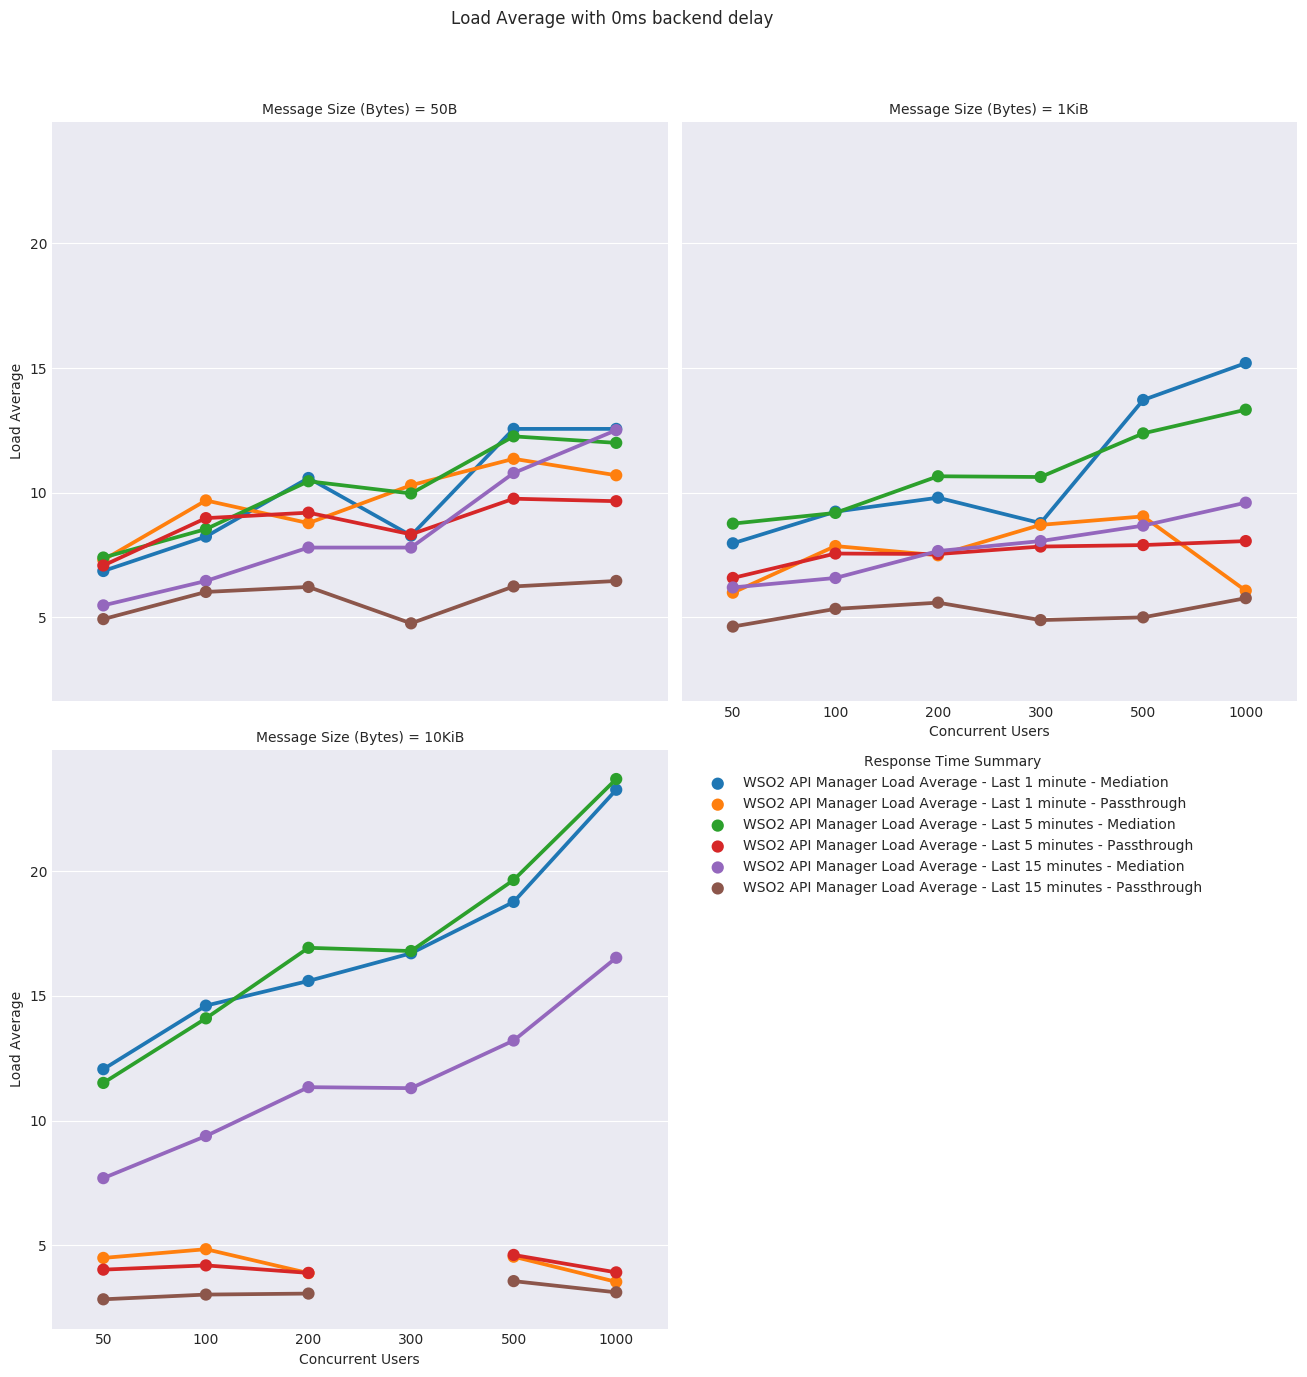 Load Average with 0ms backend delay
Message Size (Bytes) = 50B
Load Average
20
15
10
5
Message Size (Bytes) = 1KiB
50 100 200 300 500 1000
Concurrent Users
Message Size (Bytes) = 10KiB
Load Average
20
15
10
5
50 100 200 300 500 1000
Concurrent Users
Response Time Summary
WSO2 API Manager Load Average - Last 1 minute - Mediation
WSO2 API Manager Load Average - Last 1 minute - Passthrough
WSO2 API Manager Load Average - Last 5 minutes - Mediation
WSO2 API Manager Load Average - Last 5 minutes - Passthrough
WSO2 API Manager Load Average - Last 15 minutes - Mediation
WSO2 API Manager Load Average - Last 15 minutes - Passthrough